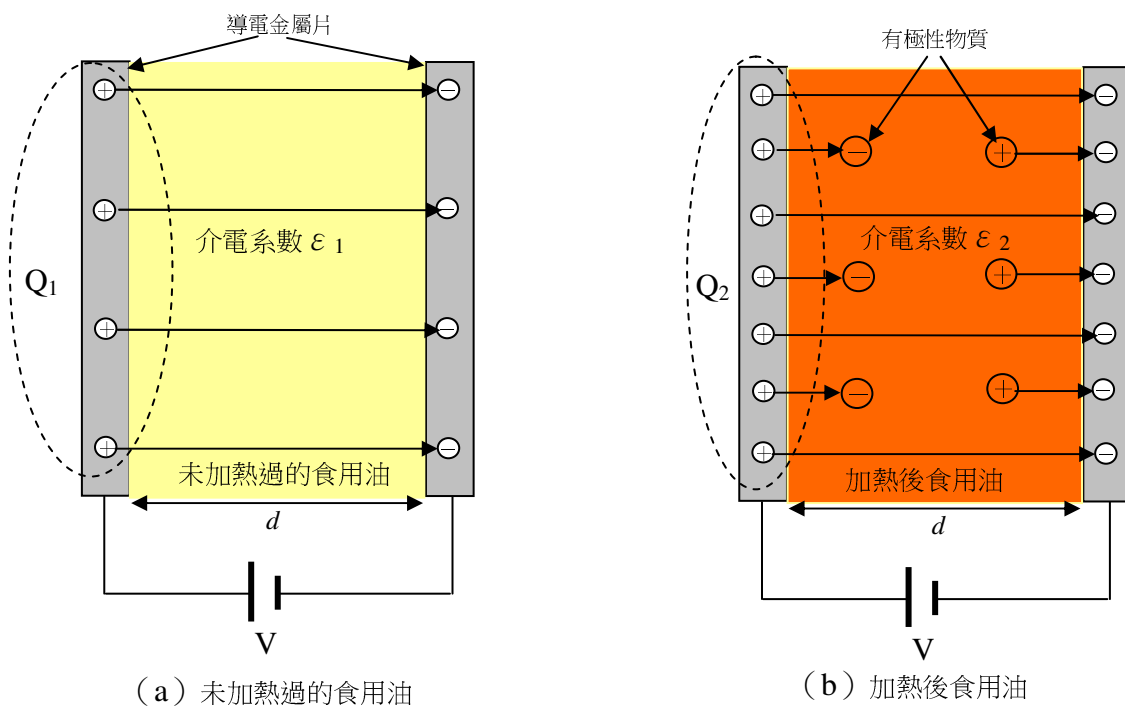 導電金屬片
Q1
介電系數 ε 1
未加熱過的食用油
d
V
（a）未加熱過的食用油
有極性物質
Q2
介電系數 ε 2
加熱後食用油
d
V
（b）加熱後食用油